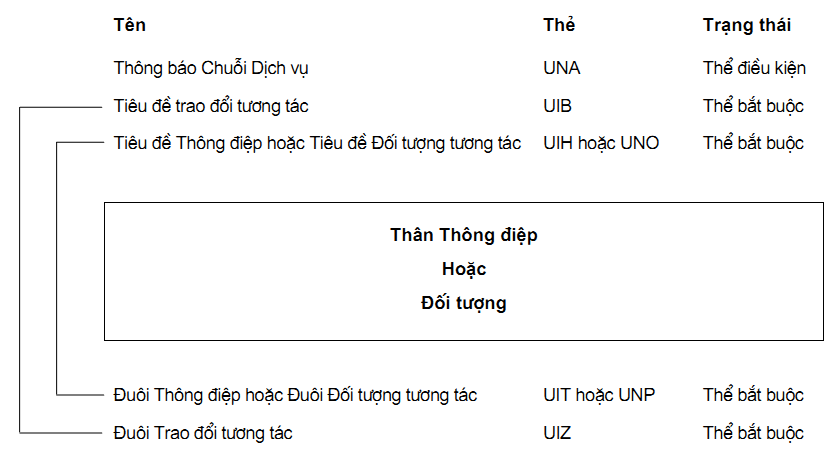 Tên Thẻ Trạng thái
Thông báo Chuỗi Dịch vụ UNA Thể điều kiện
Tiêu đề trao đổi tương tác UIB Thể bắt buộc
Tiêu đề Thông điệp hoặc Tiêu đề Đối tượng tương tác UIH hoặc UNO Thể bắt buộc
Thân Thông điệp
Hoặc
Đối tượng
Đuôi Thông điệp hoặc Đuôi Đối tượng tương tác UIT hoặc UNP Thể bắt buộc
Đuôi Trao đổi tương tác UIZ Thể bắt buộc